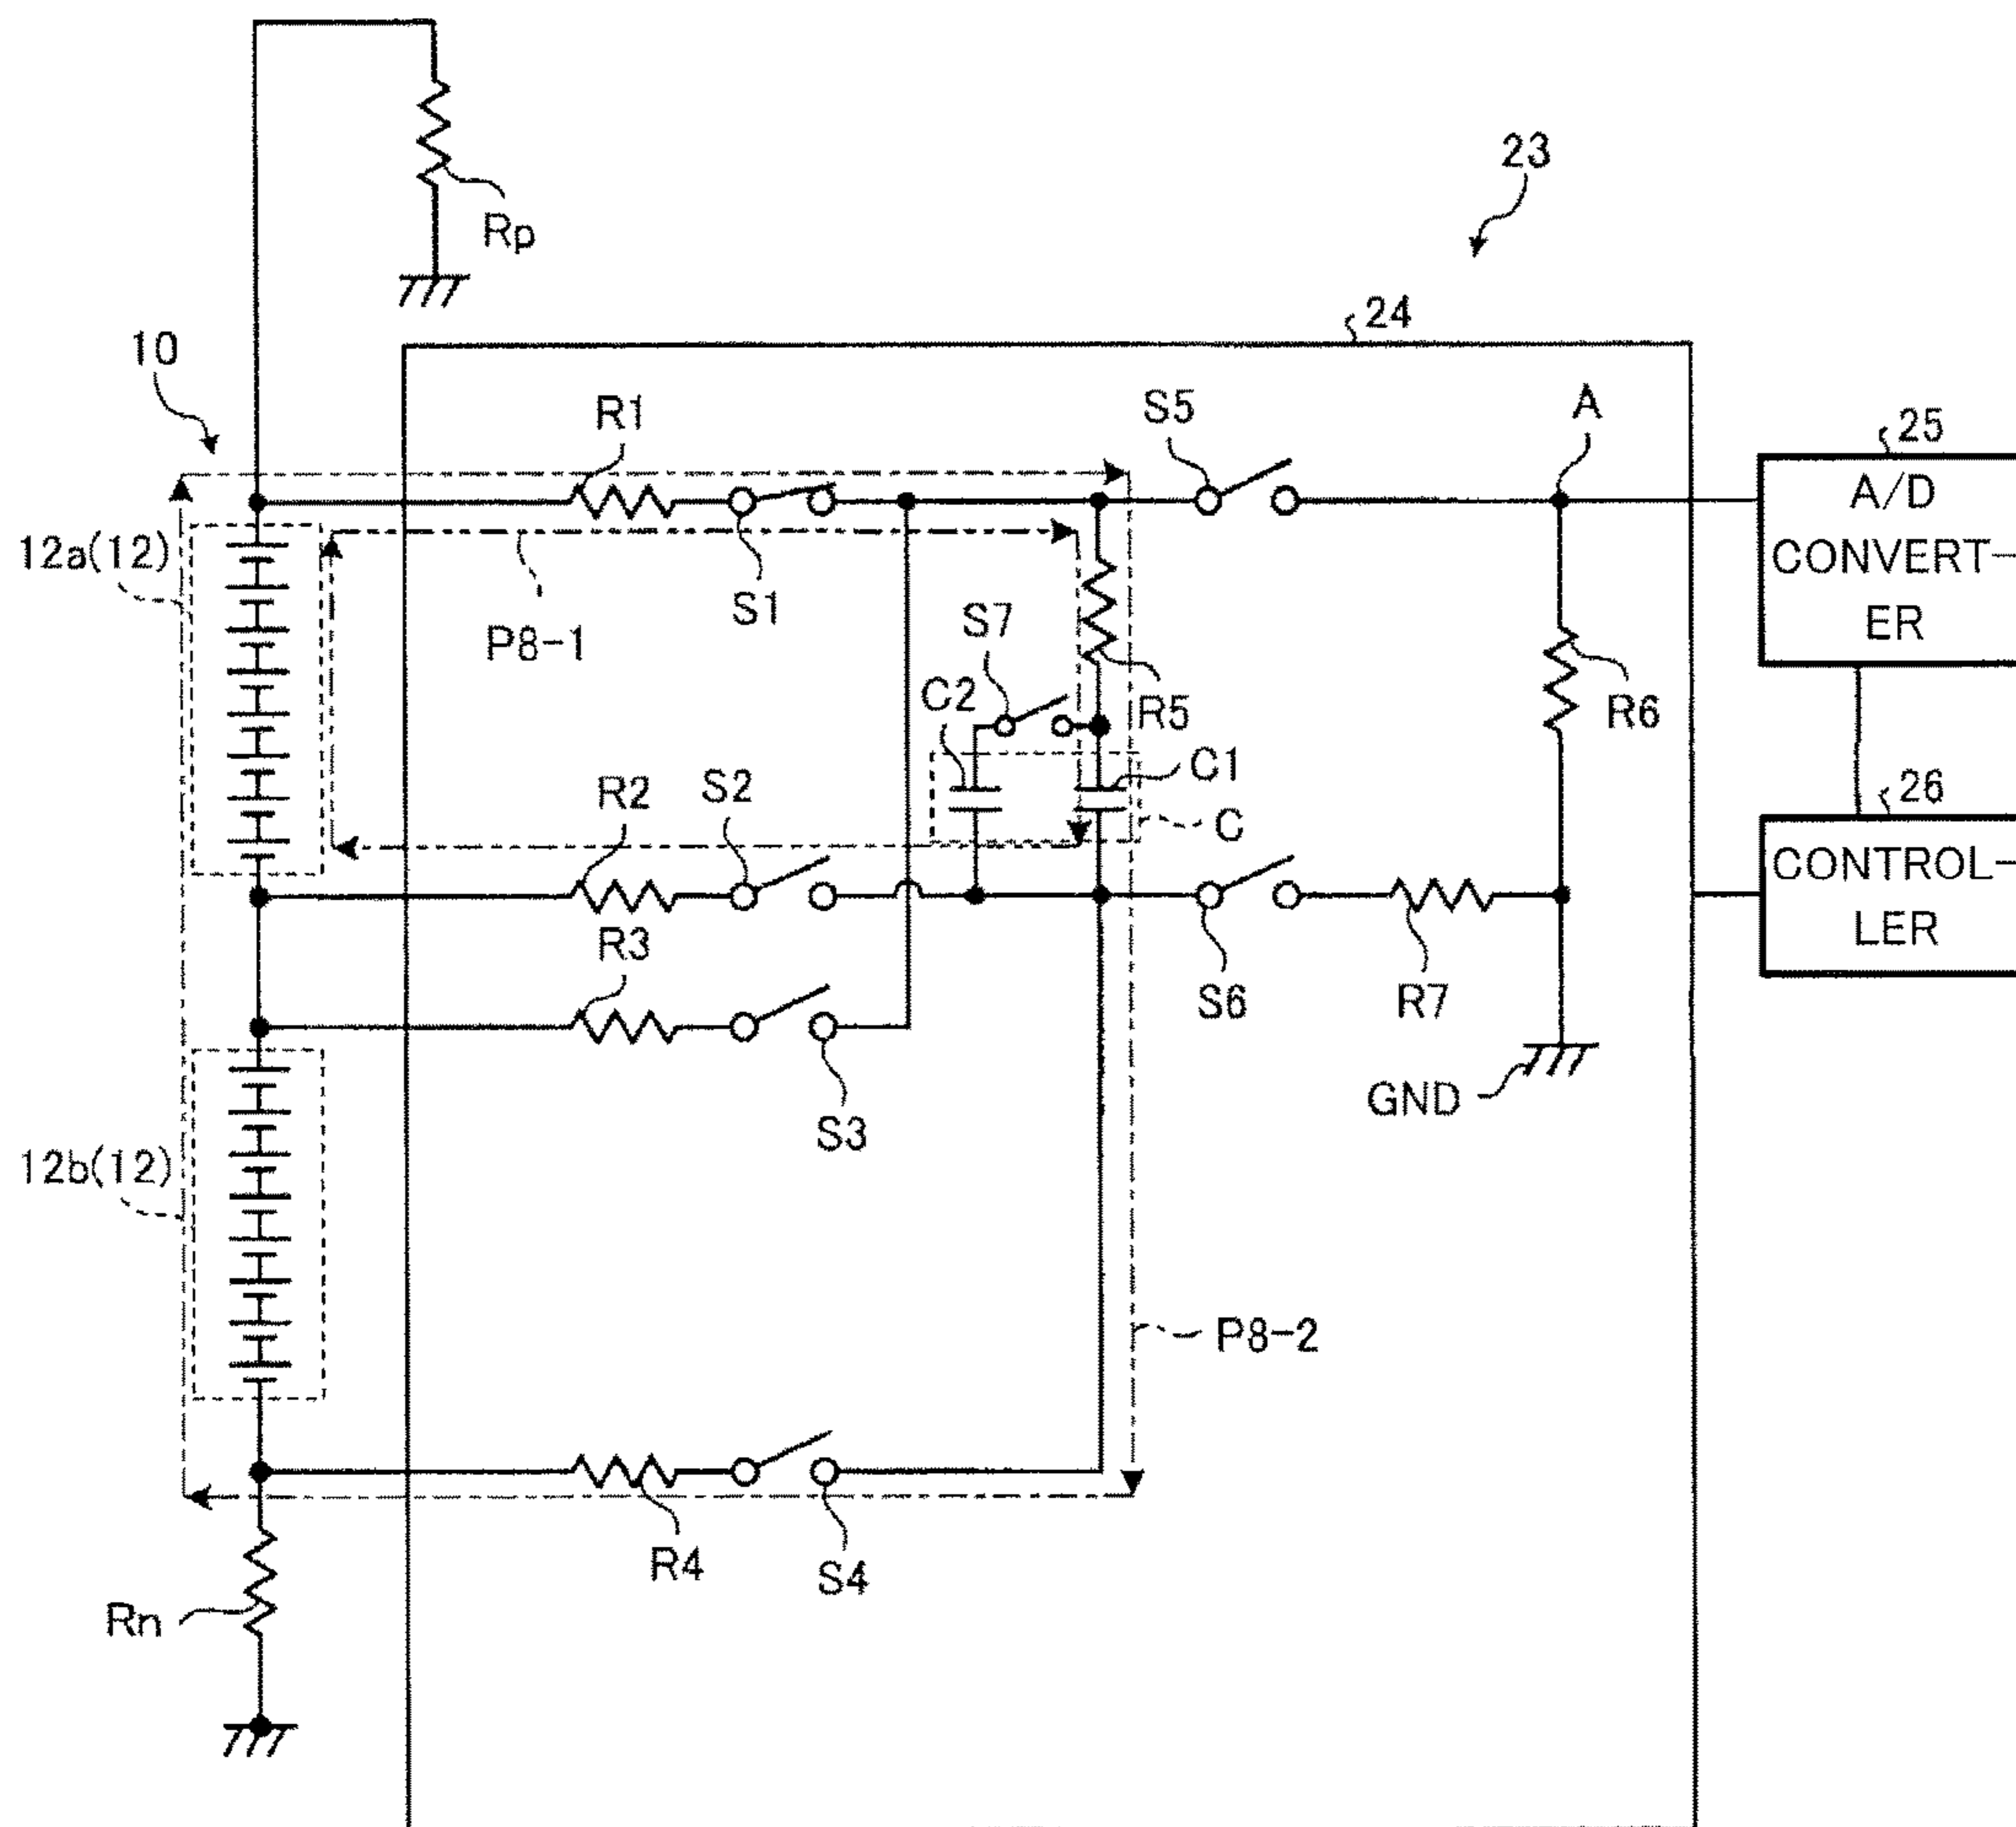 Rp
23
24
10
R1
S5
A
25
A/D
CONVERT-
ER
12a(12)
P8-1
S1
S7
C2
R5
R6
C1
C
R2
S2
26
CONTROL-
LER
R3
S6
R7
GND
S3
12b(12)
P8-2
R4
S4
Rn